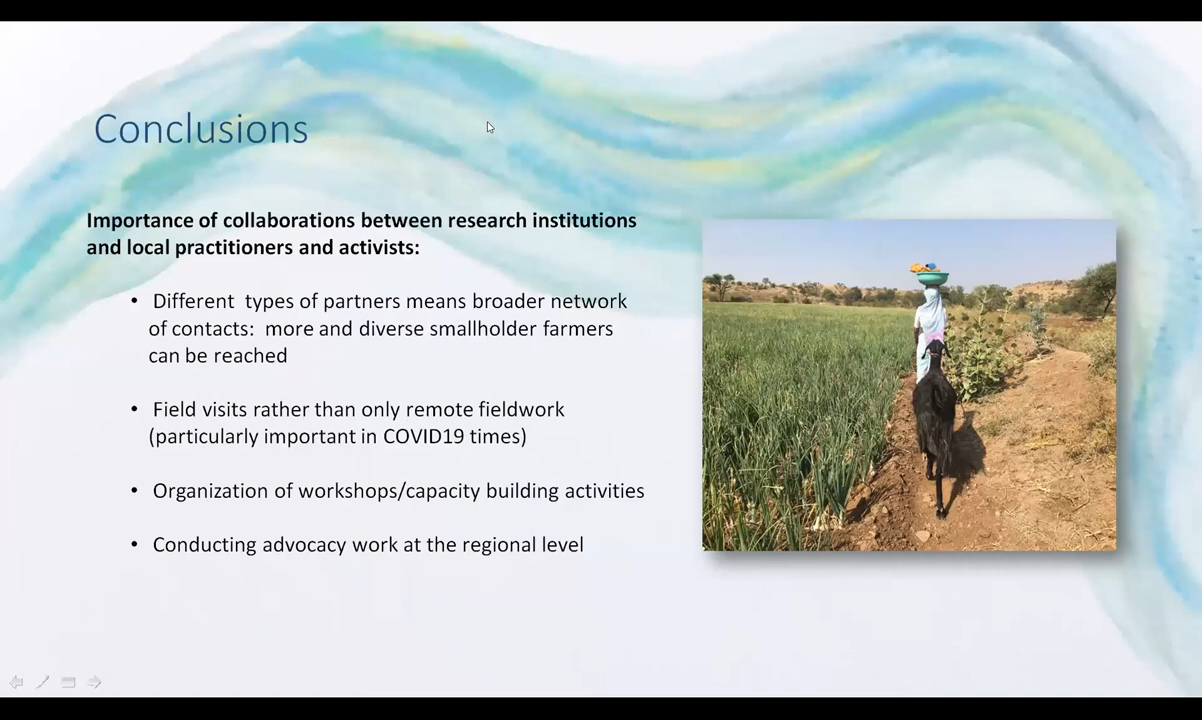 Conclusions
Importance of collaborations between research institutions
and local practitioners and activists:
• Different  types of partners means broader network
of contacts:  more and diverse smallholder farmers
can be reached
• Field visits rather than only remote fieldwork
(particularly important in COVID19 times)
• Organization of workshops/capacity building activities
• Conducting advocacy work at the regional level